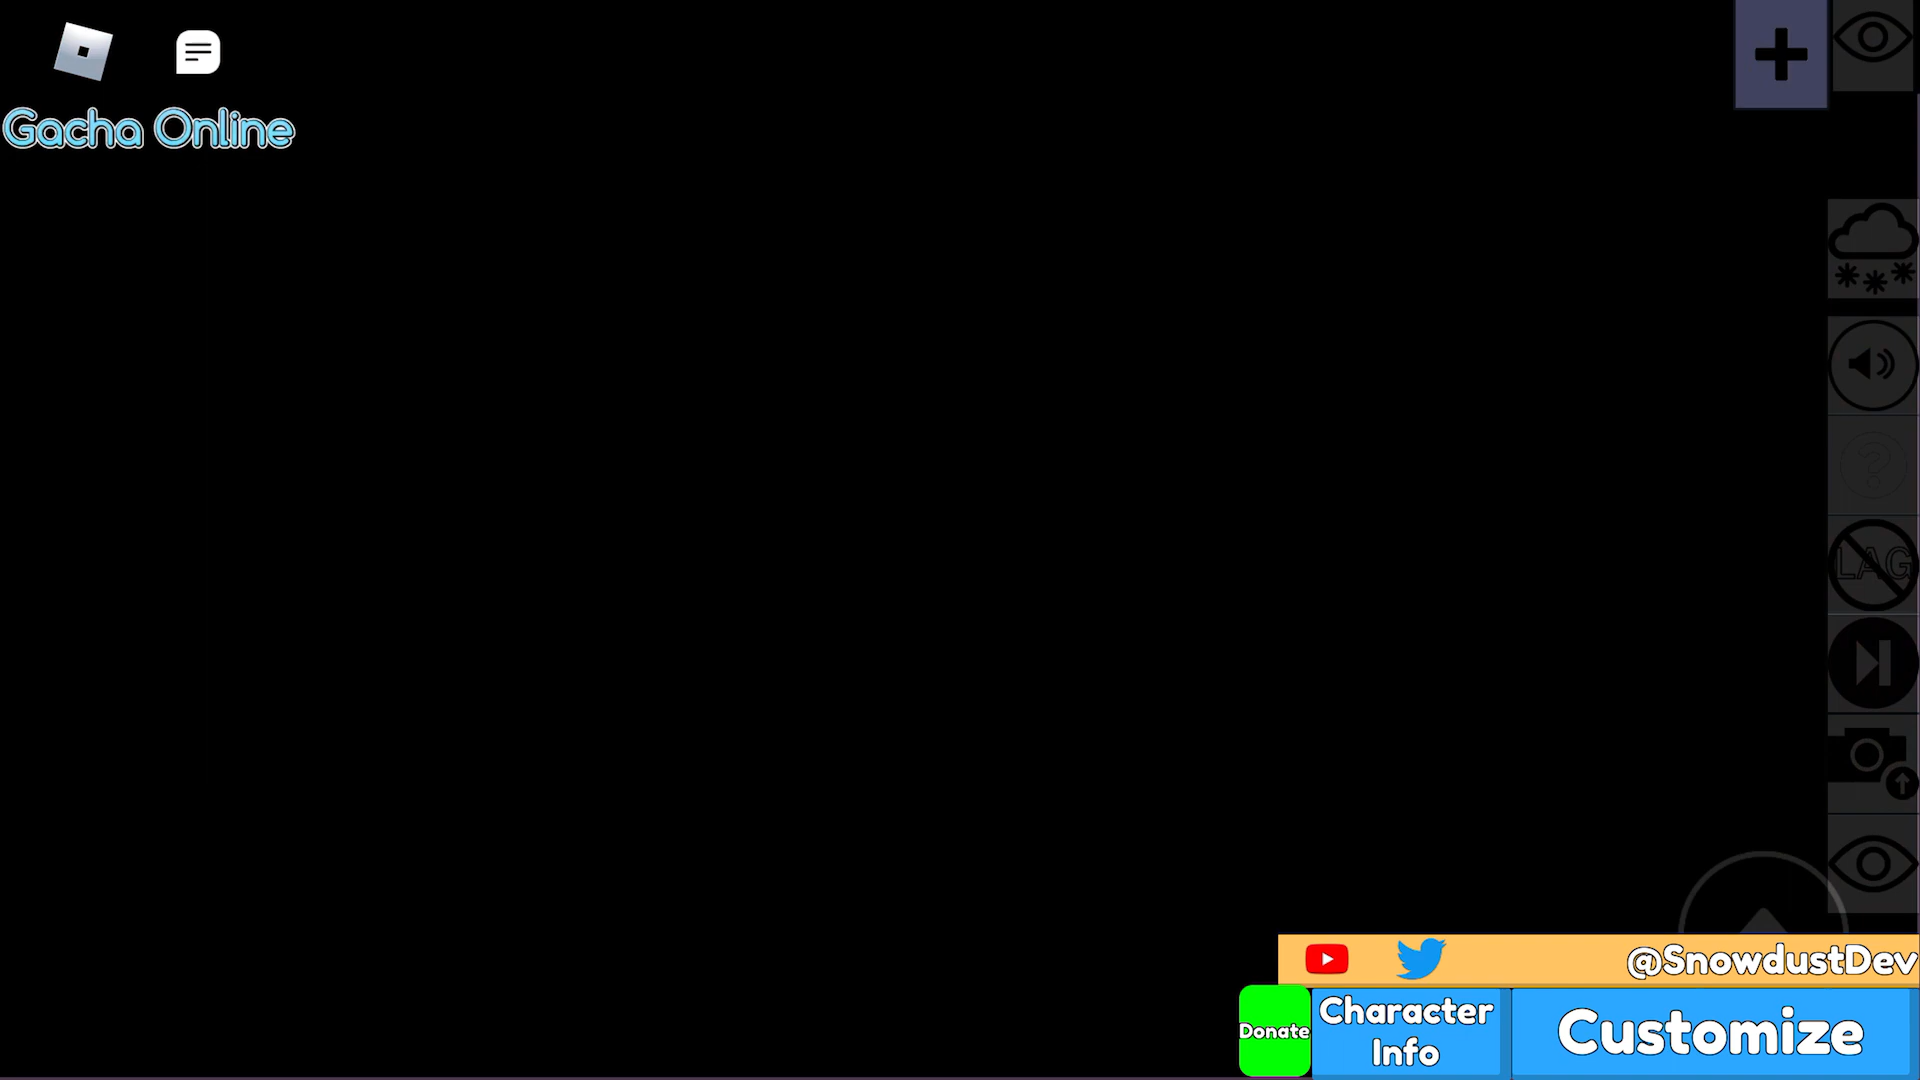 Gacha Online
LAG
@SnowdustDev
Donate
Character
Info
Customize